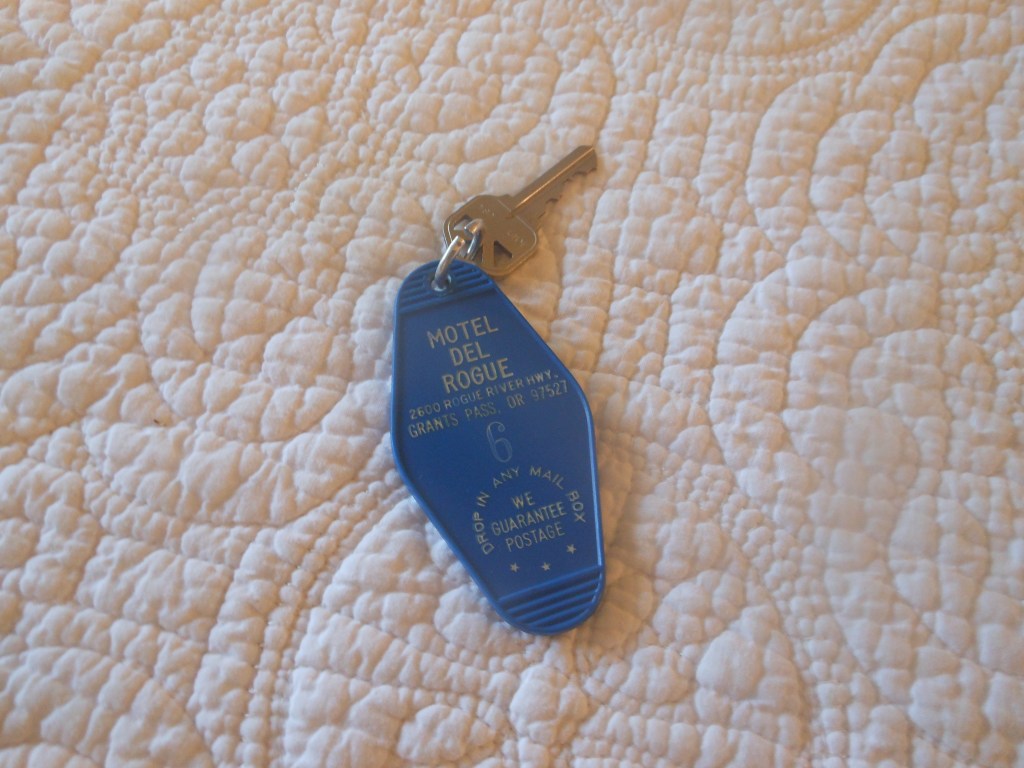 MOTEL
DEL
ROGUE
2600 ROGUE RIVER HWY.
GRANTS PASS, OR 97527
6
DROP IN ANY MAIL BOX
WE
GUARANTEE
POSTAGE